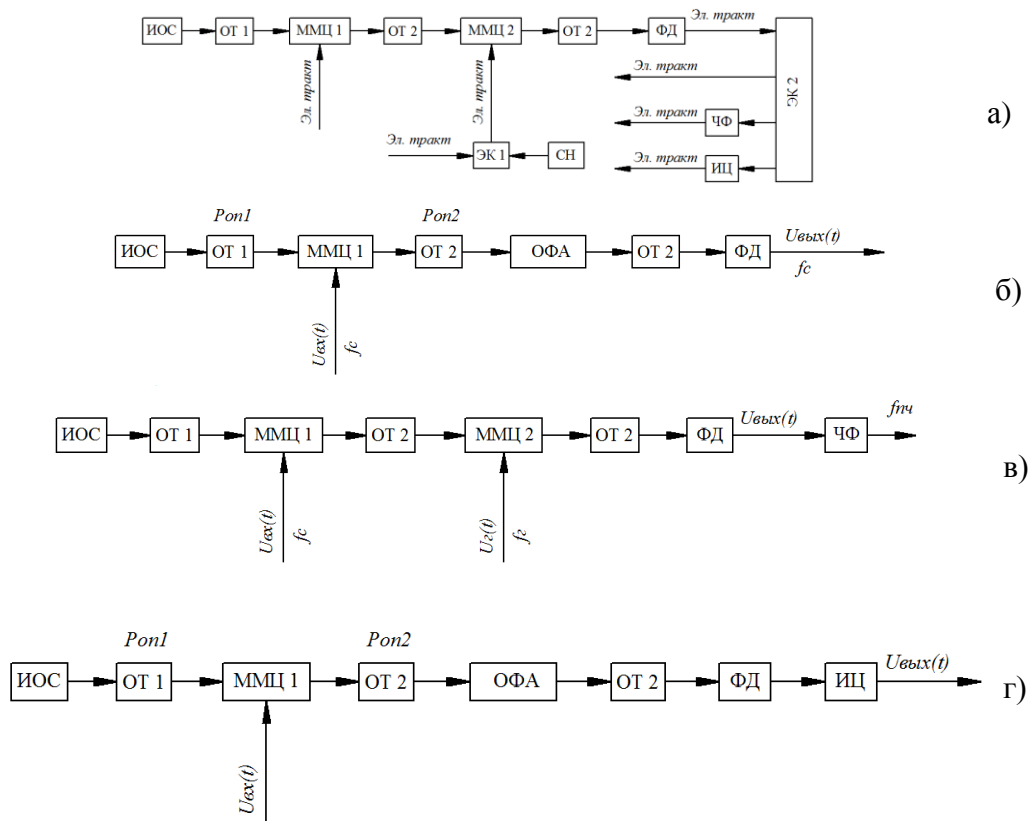 ИОС ОТ 1 ММЦ 1 ОТ 2 ММЦ 2 ОТ 2 ФД Эл. тракт
Эл. тракт
Эл. тракт
Эл. тракт
ЭК 2
Эл. тракт ЧФ
а)
Эл. тракт ЭК 1 СН
Эл. тракт ИЦ
Pоп1 Pоп2
ИОС ОТ 1 ММЦ 1 ОТ 2 ОФА ОТ 2 ФД Uвых(t)
fc
б)
Uвх(t) fc
ИОС ОТ 1 ММЦ 1 ОТ 2 ММЦ 2 ОТ 2 ФД Uвых(t) ЧФ fпч
в)
Uвх(t) fc
Uг(t) fг
Pоп1 Pоп2
ИОС ОТ 1 ММЦ 1 ОТ 2 ОФА ОТ 2 ФД ИЦ Uвых(t)
г)
Uвх(t)